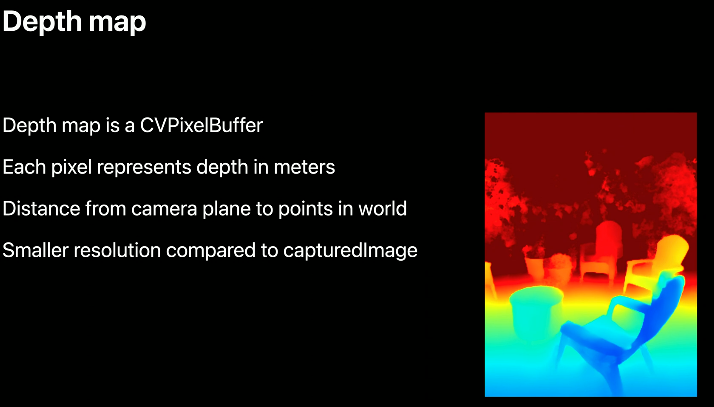 Depth map
Depth map is a CVPixelBuffer
Each pixel represents depth in meters
Distance from camera plane to points in world
Smaller resolution compared to capturedImage